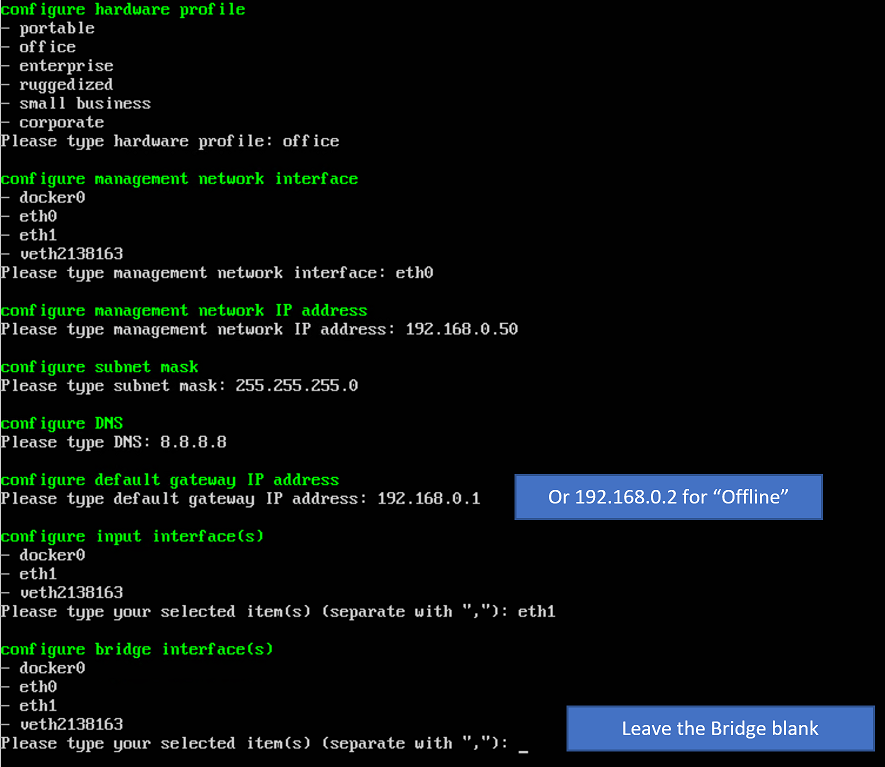 configure hardware profile
- portable
- office
- enterprise
- ruggedized
- small business
- corporate
Please type hardware profile: office
configure management network interface
- docker0
- eth0
- eth1
- veth2138163
Please type management network interface: eth0
configure management network IP address
Please type management network IP address: 192.168.0.50
configure subnet mask
Please type subnet mask: 255.255.255.0
configure DNS
Please type DNS: 8.8.8.8
configure default gateway IP address
Please type default gateway IP address: 192.168.0.1
Or 192.168.0.2 for “Offline”
configure input interface(s)
- docker0
- eth1
- veth2138163
Please type your selected item(s) (separate with ","): eth1
configure bridge interface(s)
- docker0
- eth0
- eth1
- veth2138163
Please type your selected item(s) (separate with ","): _
Leave the Bridge blank